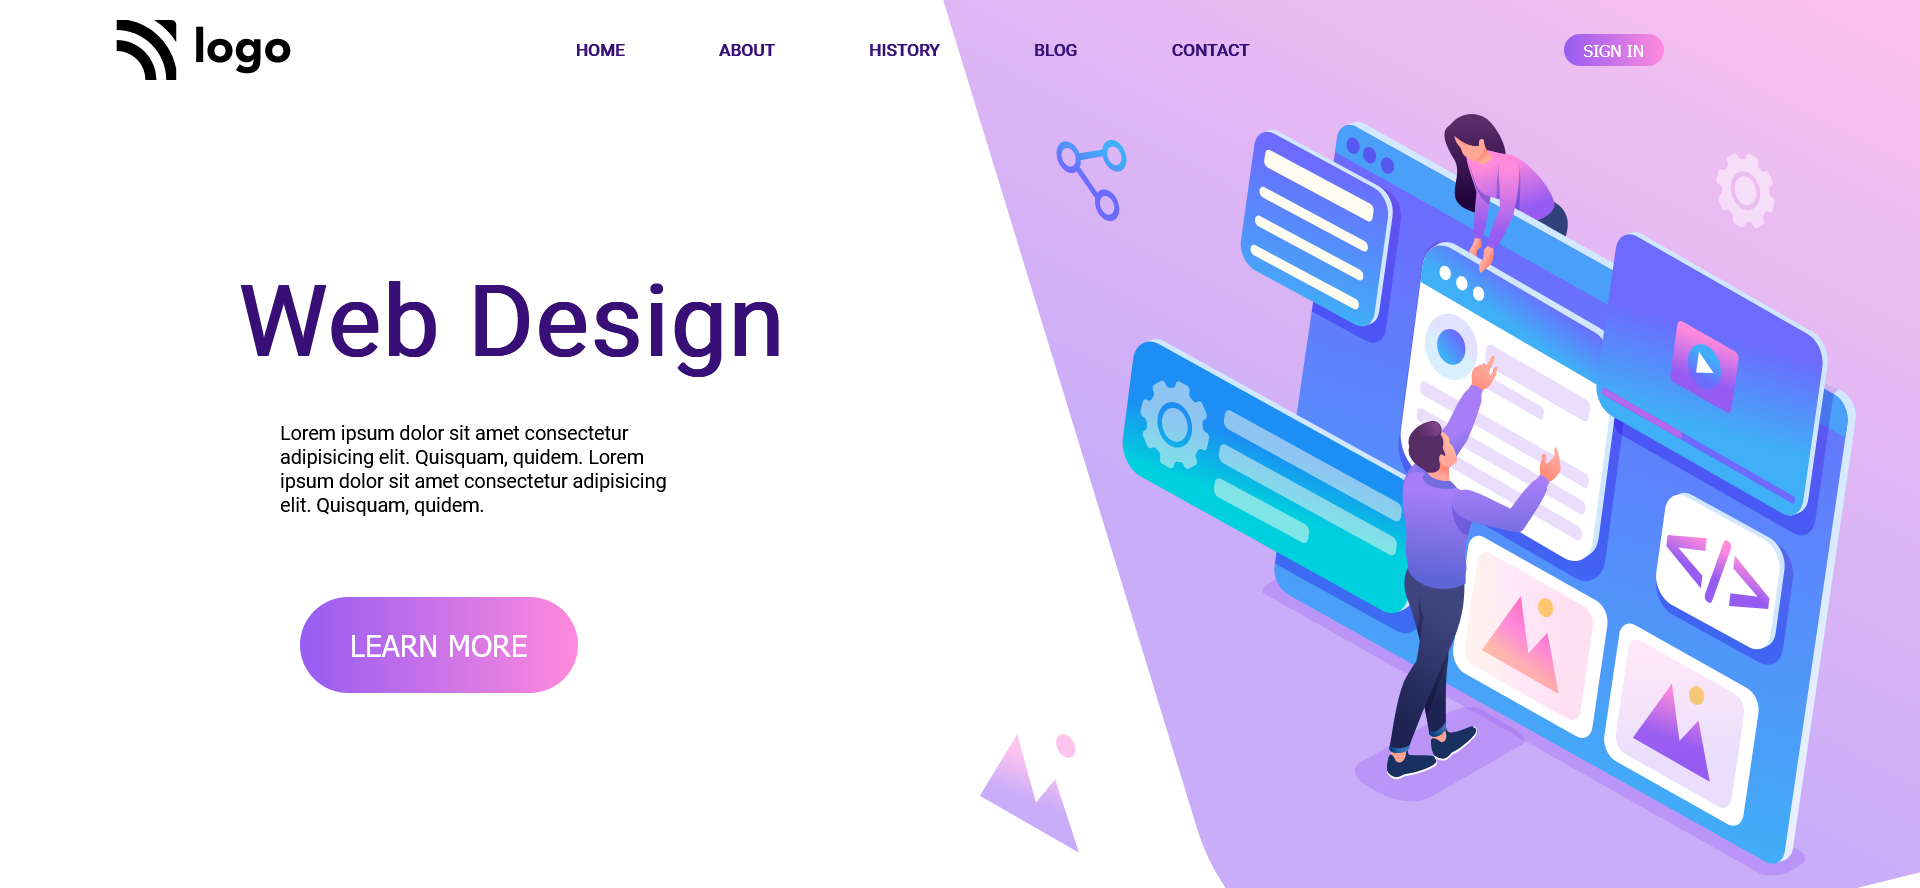 logo
HOME ABOUT HISTORY BLOG CONTACT SIGN IN
Web Design
Lorem ipsum dolor sit amet consectetur
adipisicing elit. Quisquam, quidem. Lorem
ipsum dolor sit amet consectetur adipisicing
elit. Quisquam, quidem.
LEARN MORE
</>